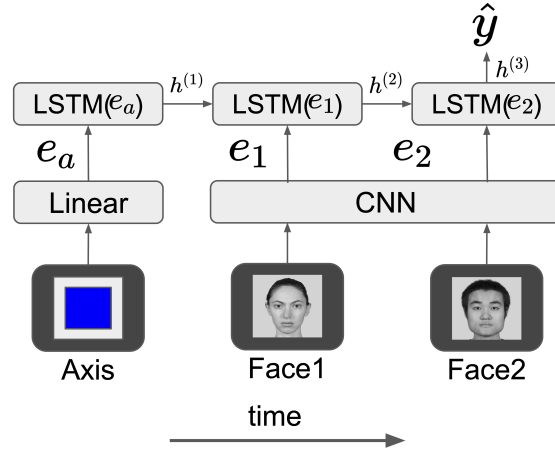 ŷ
h⁽¹⁾ h⁽²⁾ h⁽³⁾
LSTM(eₐ) LSTM(e₁) LSTM(e₂)
eₐ e₁ e₂
Linear CNN
Axis Face1 Face2
time